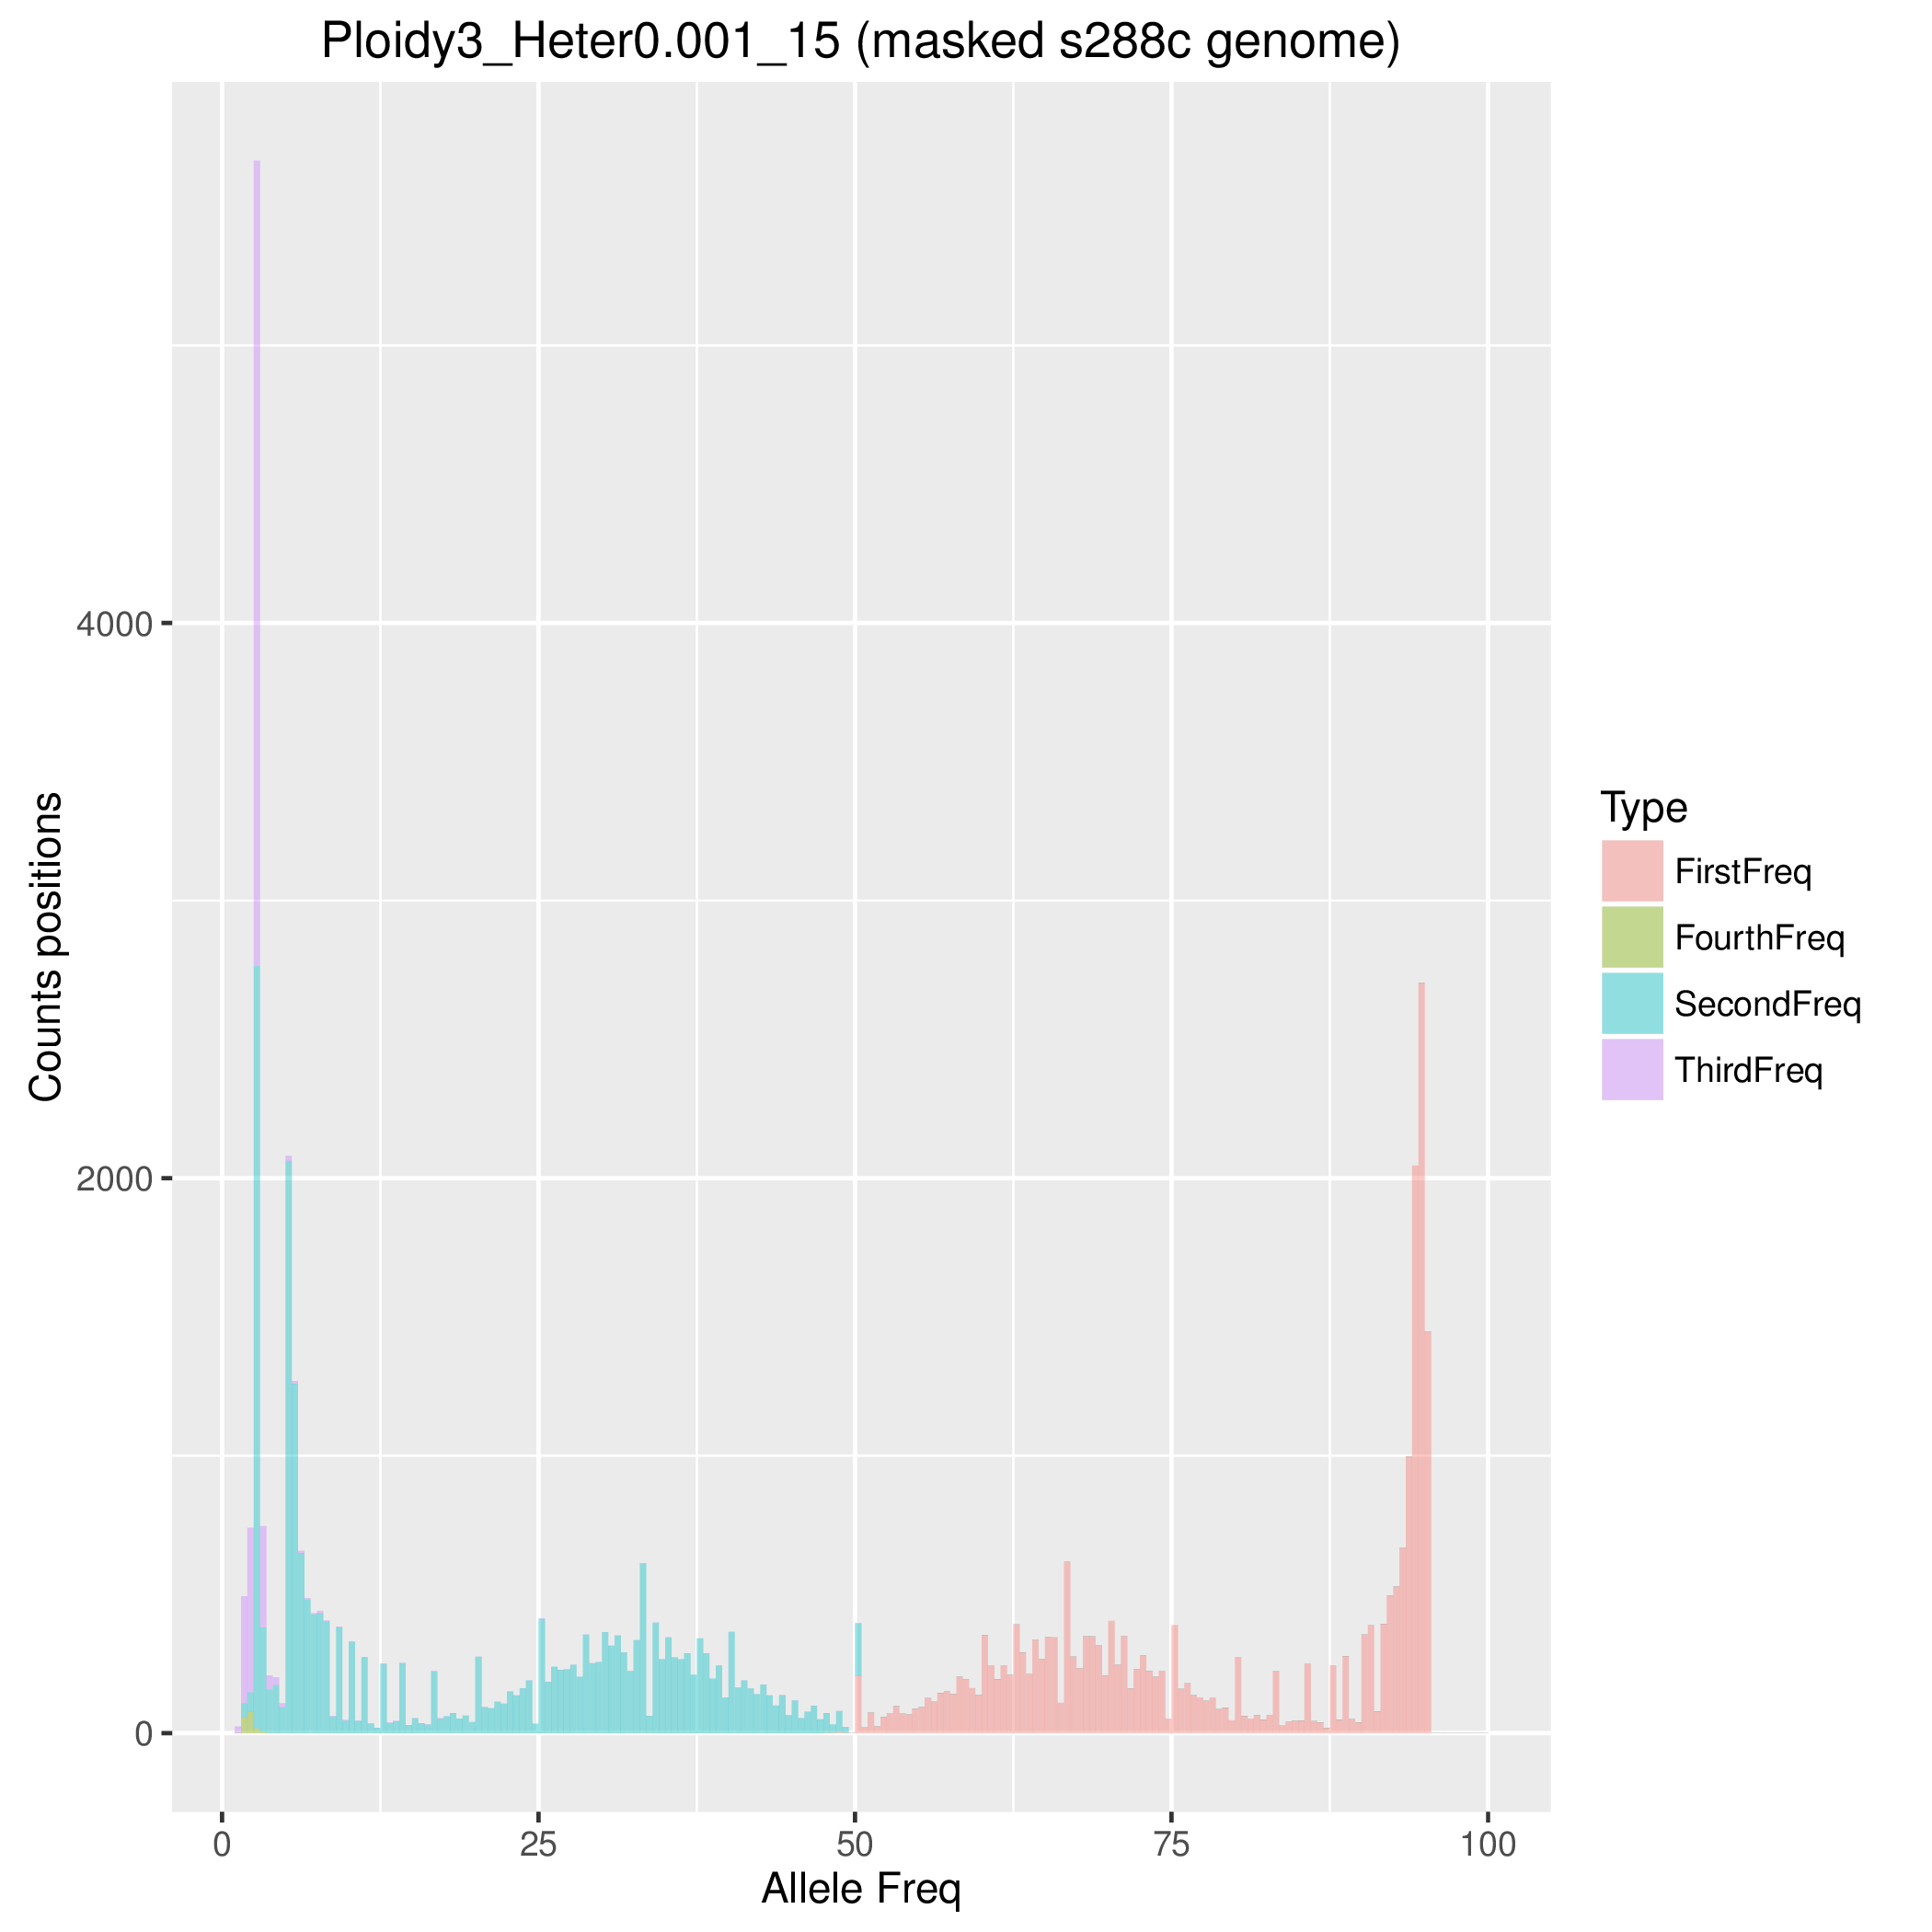 Ploidy3_Heter0.001_15 (masked s288c genome)
Counts positions
4000
2000
0
0 25 50 75 100
Allele Freq
Type
FirstFreq
FourthFreq
SecondFreq
ThirdFreq